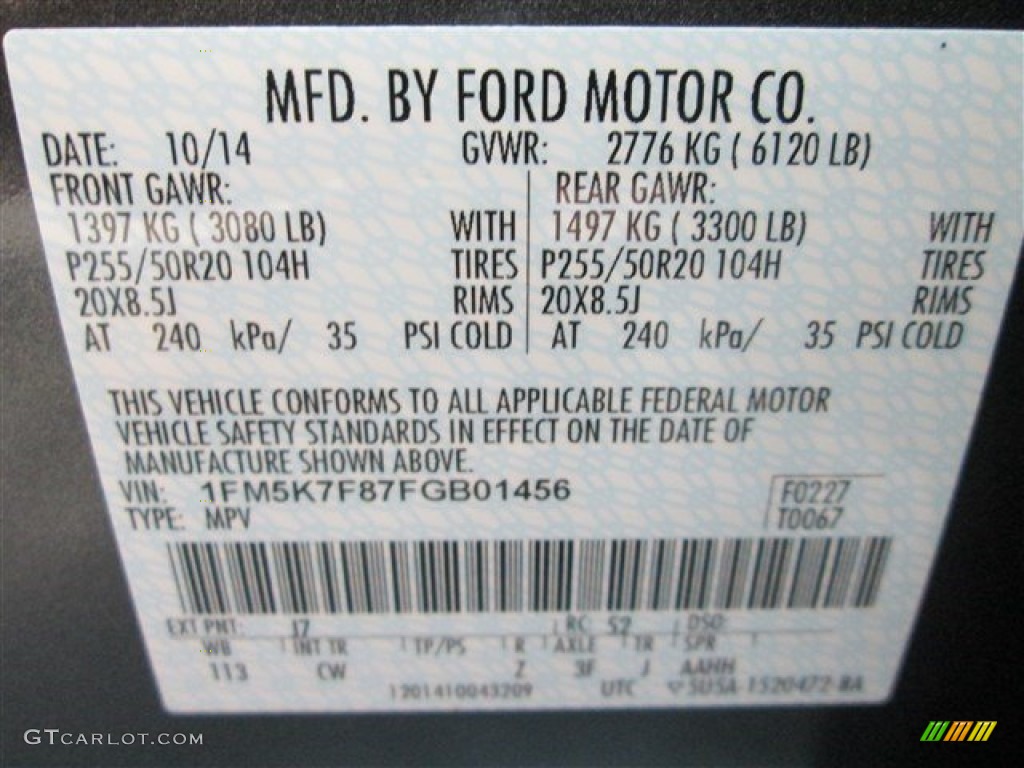 MFD. BY FORD MOTOR CO.
DATE: 10/14 GVWR: 2776 KG ( 6120 LB)
FRONT GAWR: REAR GAWR:
1397 KG ( 3080 LB) WITH 1497 KG ( 3300 LB) WITH
P255/50R20 104H TIRES P255/50R20 104H TIRES
20X8.5J RIMS 20X8.5J RIMS
AT 240 kPa/ 35 PSI COLD AT 240 kPa/ 35 PSI COLD
THIS VEHICLE CONFORMS TO ALL APPLICABLE FEDERAL MOTOR
VEHICLE SAFETY STANDARDS IN EFFECT ON THE DATE OF
MANUFACTURE SHOWN ABOVE.
VIN: 1FM5K7F87FGB01456 F0227
TYPE: MPV T0067
EXT PNT: J7 RC: 52 DSO:
WB INT TR TP/PS R AXLE TR SPR
113 CW Z 3F J AAHH
1201410043209 UTC 5USA 1520472-BA
GTCARLOT.COM